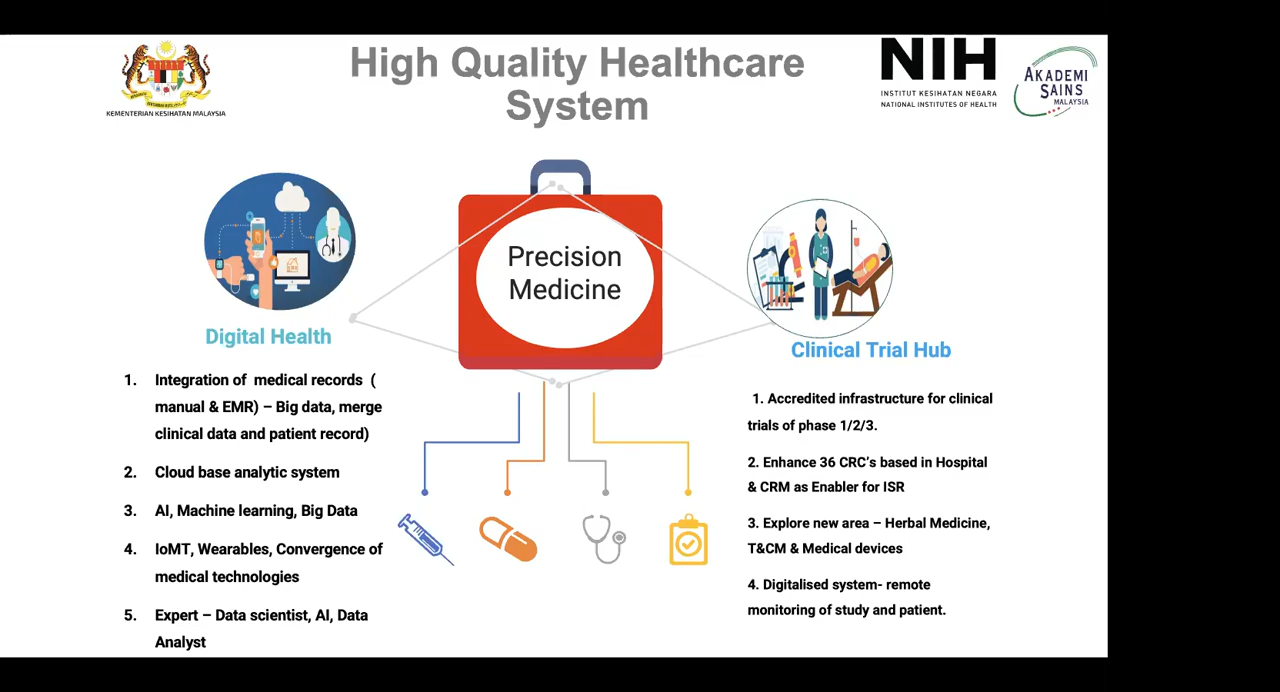 High Quality Healthcare
System
KEMENTERIAN KESIHATAN MALAYSIA
NIH
INSTITUT KESIHATAN NEGARA
NATIONAL INSTITUTES OF HEALTH
AKADEMI
SAINS
MALAYSIA
Precision
Medicine
Digital Health
1. Integration of medical records (
manual & EMR) – Big data, merge
clinical data and patient record)
2. Cloud base analytic system
3. AI, Machine learning, Big Data
4. IoMT, Wearables, Convergence of
medical technologies
5. Expert – Data scientist, AI, Data
Analyst
Clinical Trial Hub
1. Accredited infrastructure for clinical
trials of phase 1/2/3.
2. Enhance 36 CRC's based in Hospital
& CRM as Enabler for ISR
3. Explore new area – Herbal Medicine,
T&CM & Medical devices
4. Digitalised system- remote
monitoring of study and patient.